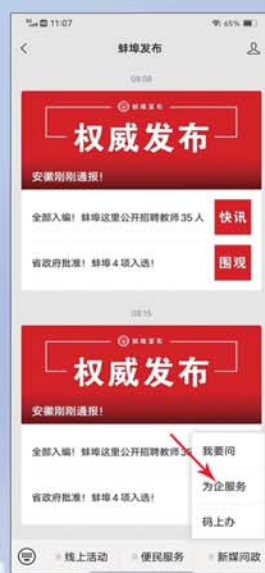 11:07
65%
蚌埠发布
09:08
蚌埠发布
权威发布
安徽刚刚通报!
全部入编!蚌埠这里公开招聘教师35人
快讯
省政府批准!蚌埠4项入选!
围观
08:15
蚌埠发布
权威发布
安徽刚刚通报!
全部入编!蚌埠这里公开招聘教师35
我要问
省政府批准!蚌埠4项入选!
为企服务
码上办
线上活动
便民服务
新媒问政